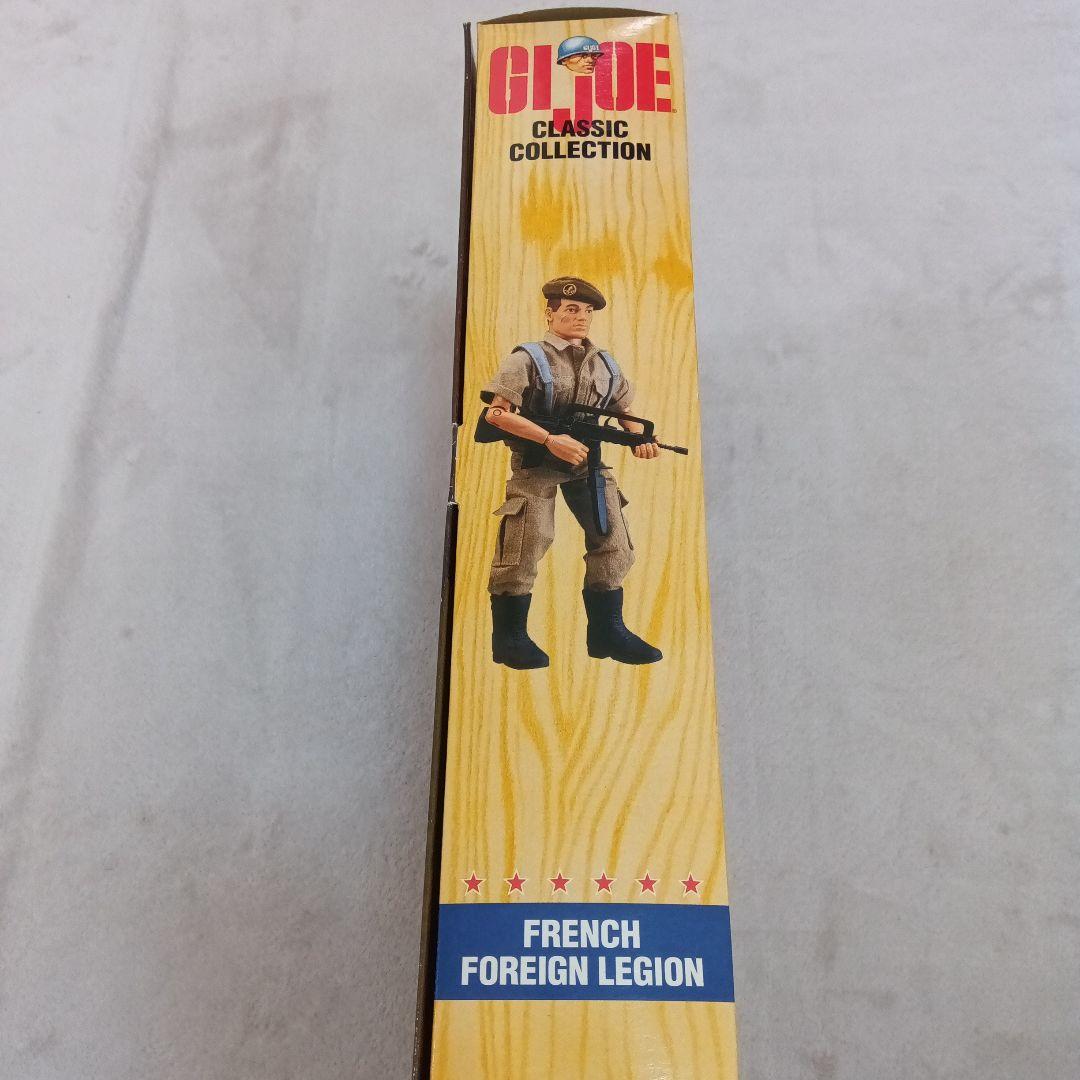 GI JOE
CLASSIC
COLLECTION
FRENCH
FOREIGN LEGION